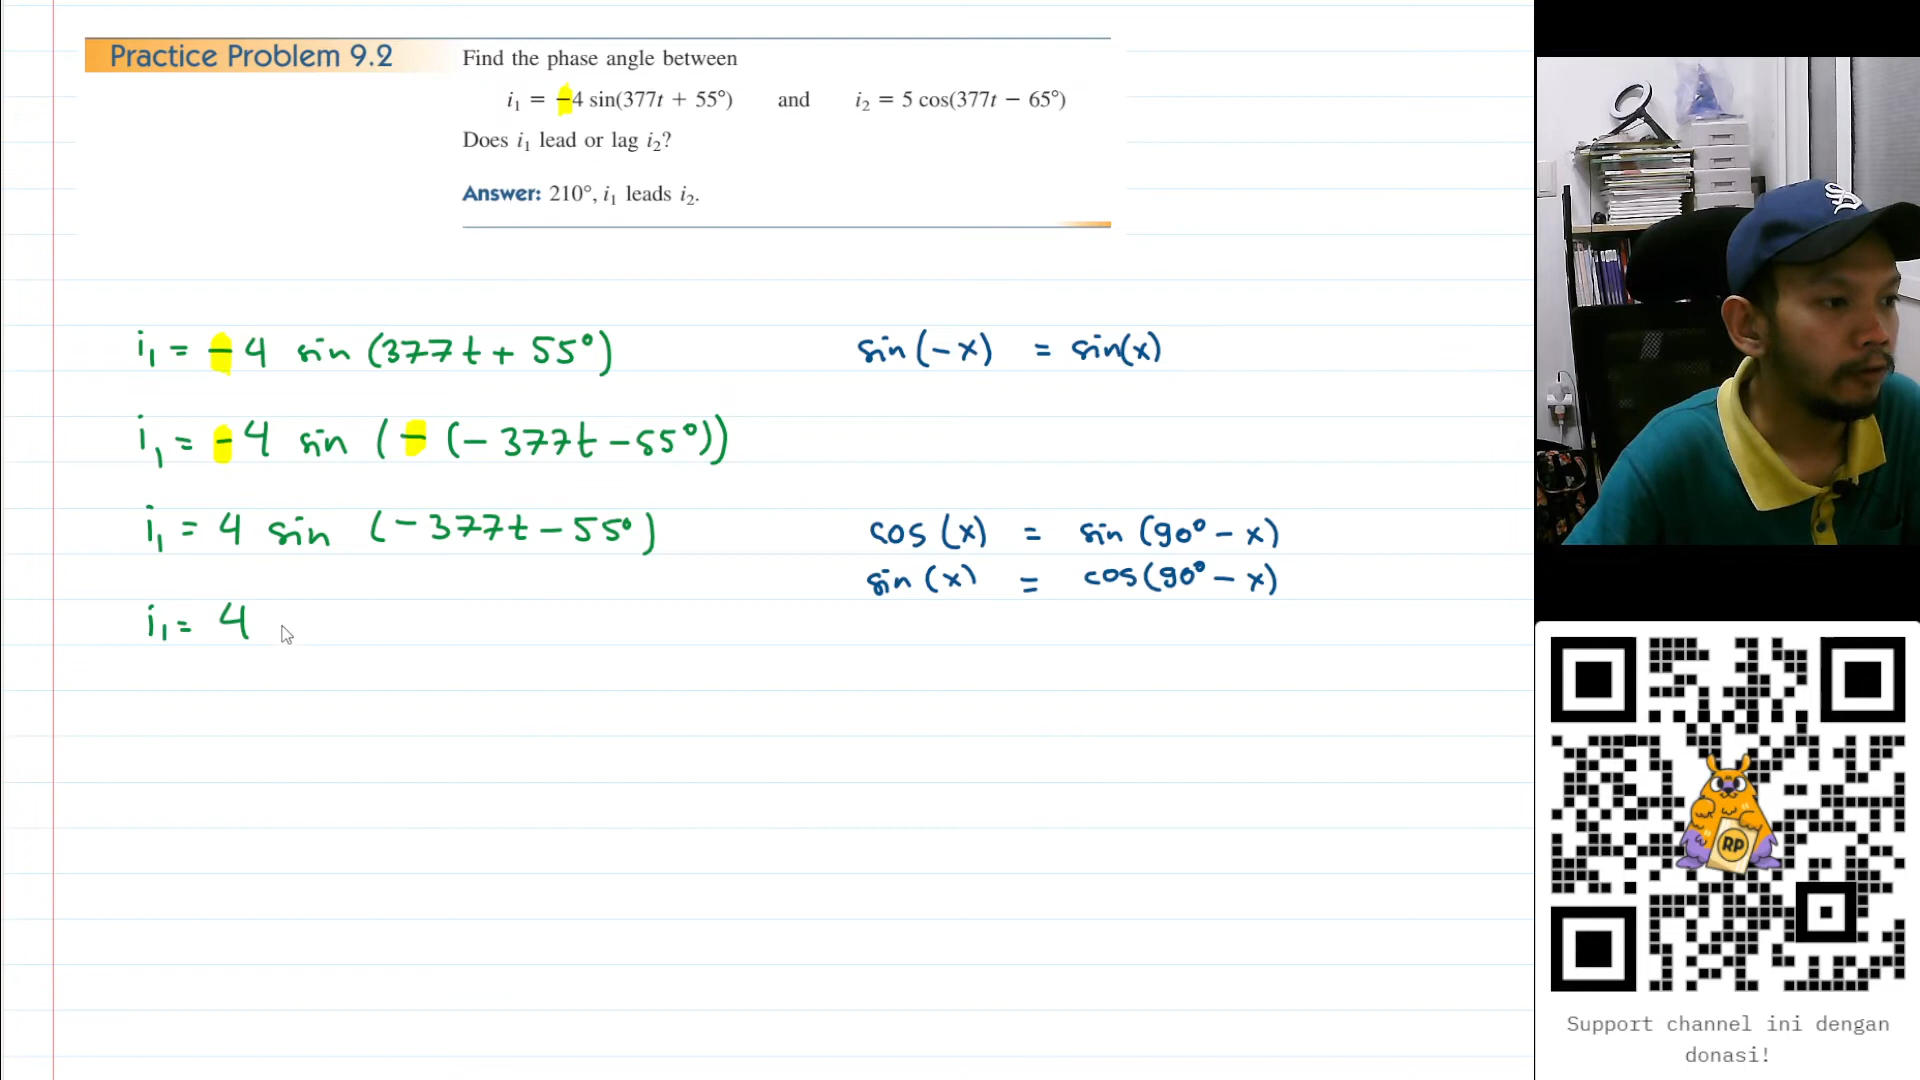 Practice Problem 9.2
Find the phase angle between
i₁ = −4 sin(377t + 55°) and i₂ = 5 cos(377t − 65°)
Does i₁ lead or lag i₂?
Answer: 210°, i₁ leads i₂.
i₁ = −4 sin (377t + 55°)
i₁ = −4 sin (− (−377t − 55°))
i₁ = 4 sin (−377t − 55°)
i₁ = 4
sin(−x) = sin(x)
cos(x) = sin(90° − x)
sin(x) = cos(90° − x)
RP
Support channel ini dengan
donasi!